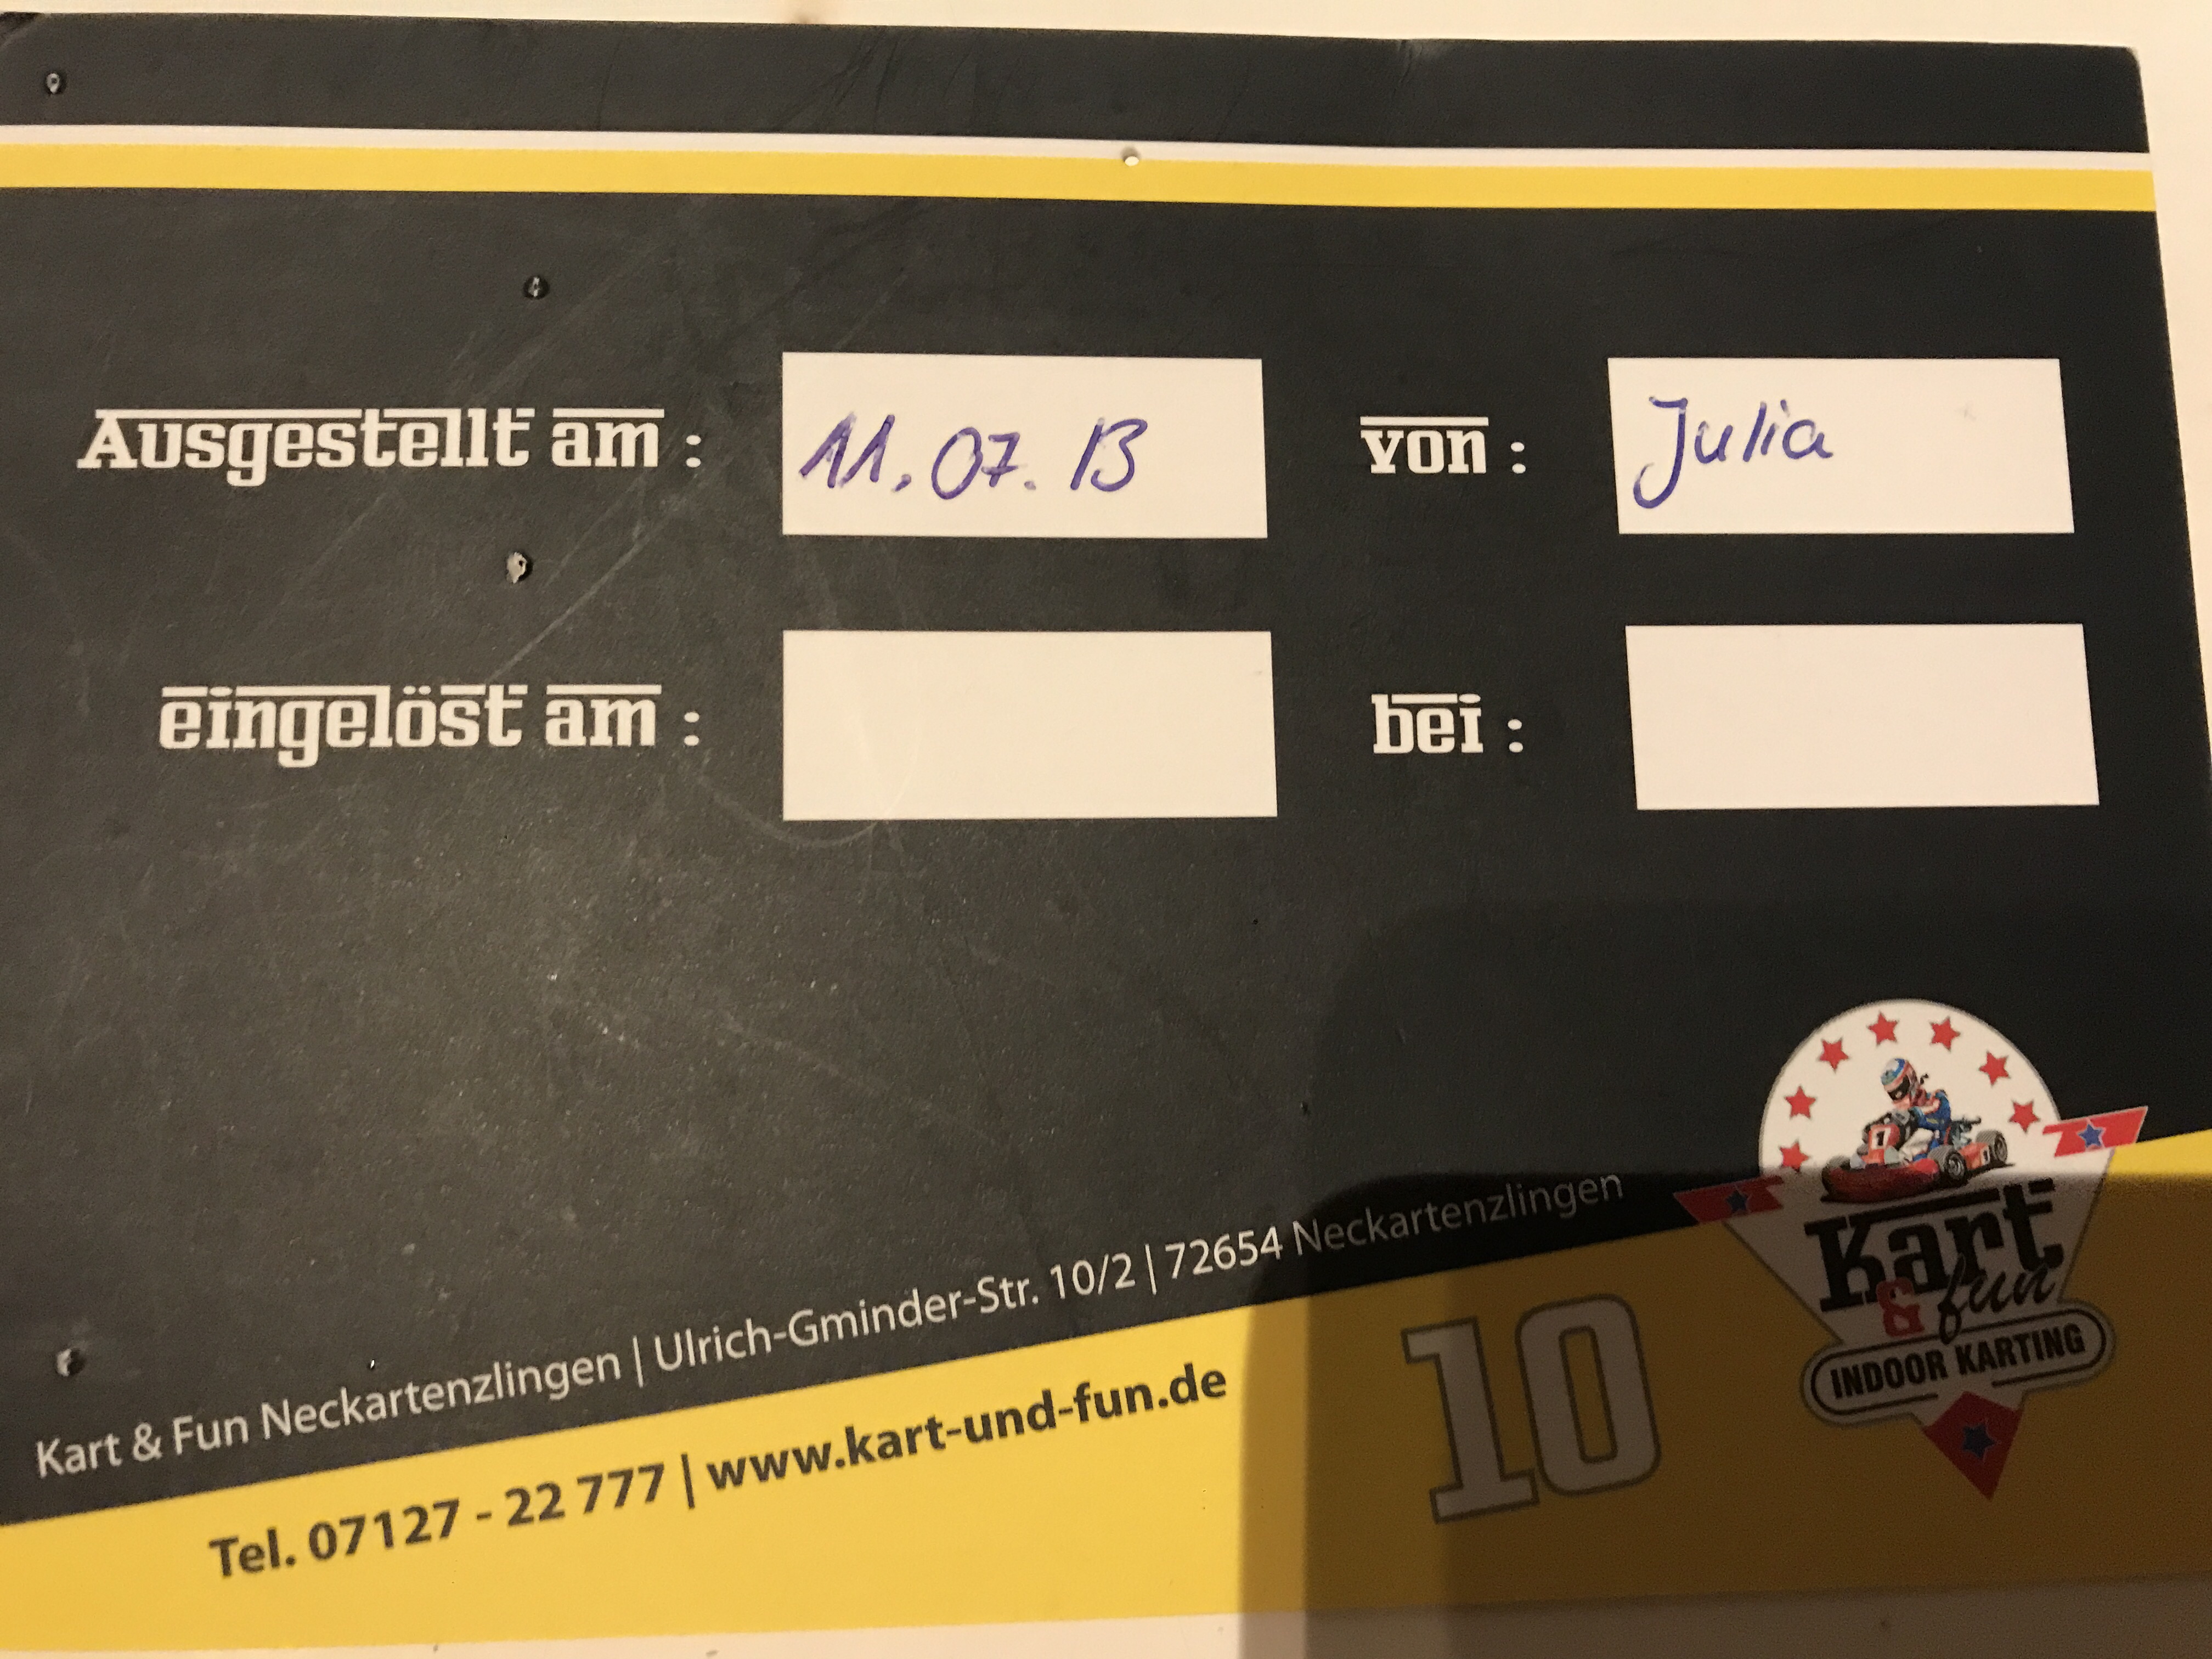 Ausgestellt am : 11.07.13 von : Julia
eingelöst am : bei :
Kart & Fun Neckartenzlingen | Ulrich-Gminder-Str. 10/2 | 72654 Neckartenzlingen
Tel. 07127 - 22 777 | www.kart-und-fun.de
10
1
Kart
& fun
INDOOR KARTING